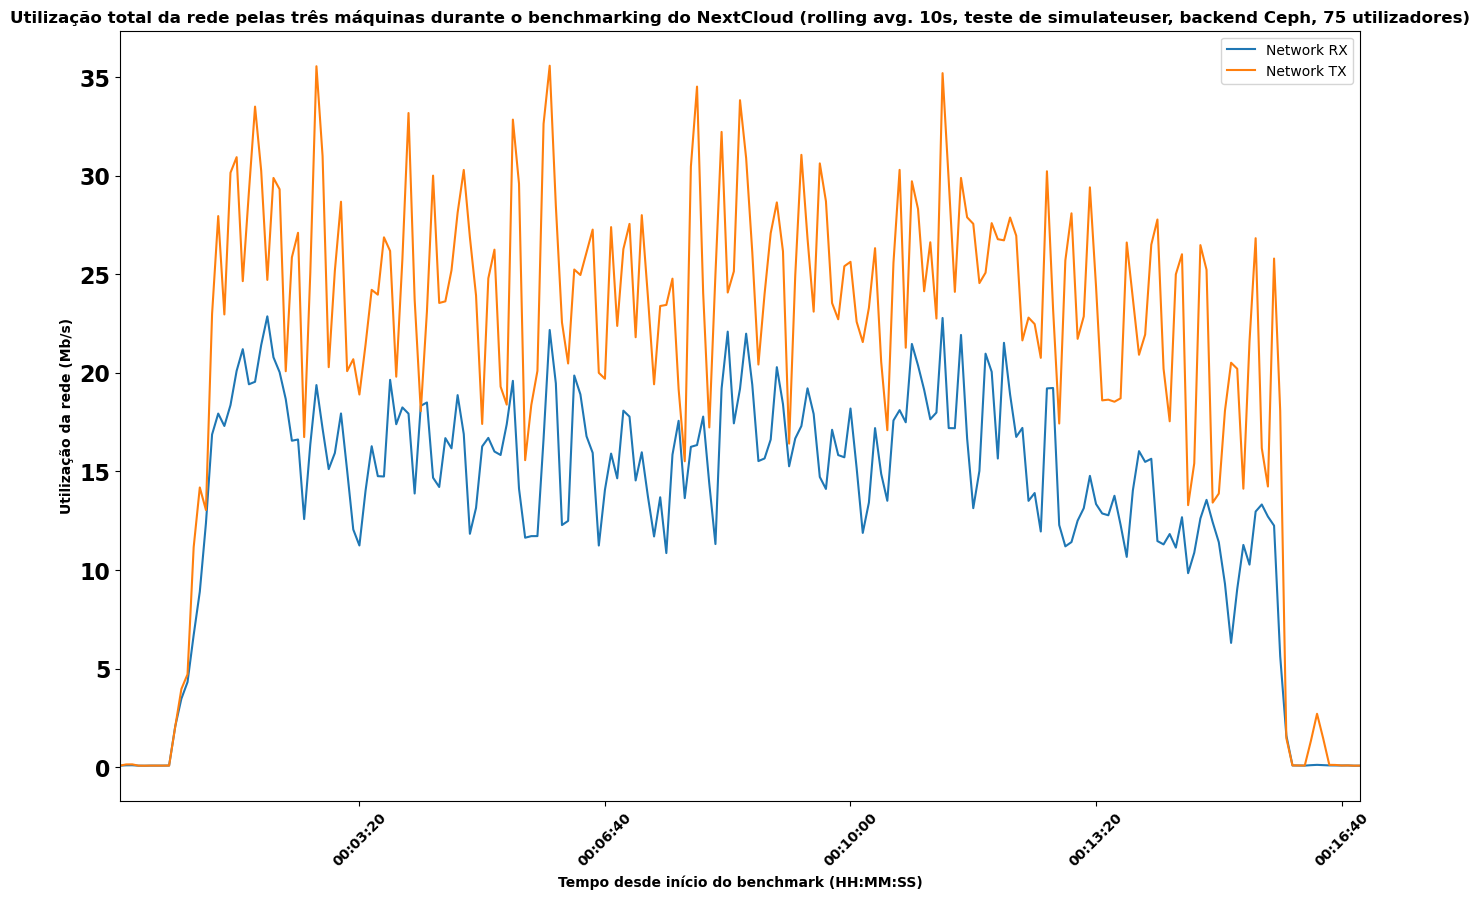 Utilização total da rede pelas três máquinas durante o benchmarking do NextCloud (rolling avg. 10s, teste de simulateuser, backend Ceph, 75 utilizadores)
Network RX
Network TX
35
30
25
20
15
10
5
0
Utilização da rede (Mb/s)
00:03:20
00:06:40
00:10:00
00:13:20
00:16:40
Tempo desde início do benchmark (HH:MM:SS)